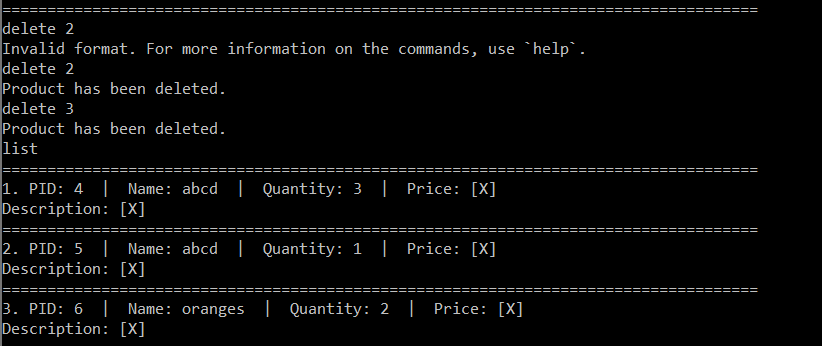 ====================================================================================
delete 2
Invalid format. For more information on the commands, use `help`.
delete 2
Product has been deleted.
delete 3
Product has been deleted.
list
====================================================================================
1. PID: 4  |  Name: abcd  |  Quantity: 3  |  Price: [X]
Description: [X]
====================================================================================
2. PID: 5  |  Name: abcd  |  Quantity: 1  |  Price: [X]
Description: [X]
====================================================================================
3. PID: 6  |  Name: oranges  |  Quantity: 2  |  Price: [X]
Description: [X]